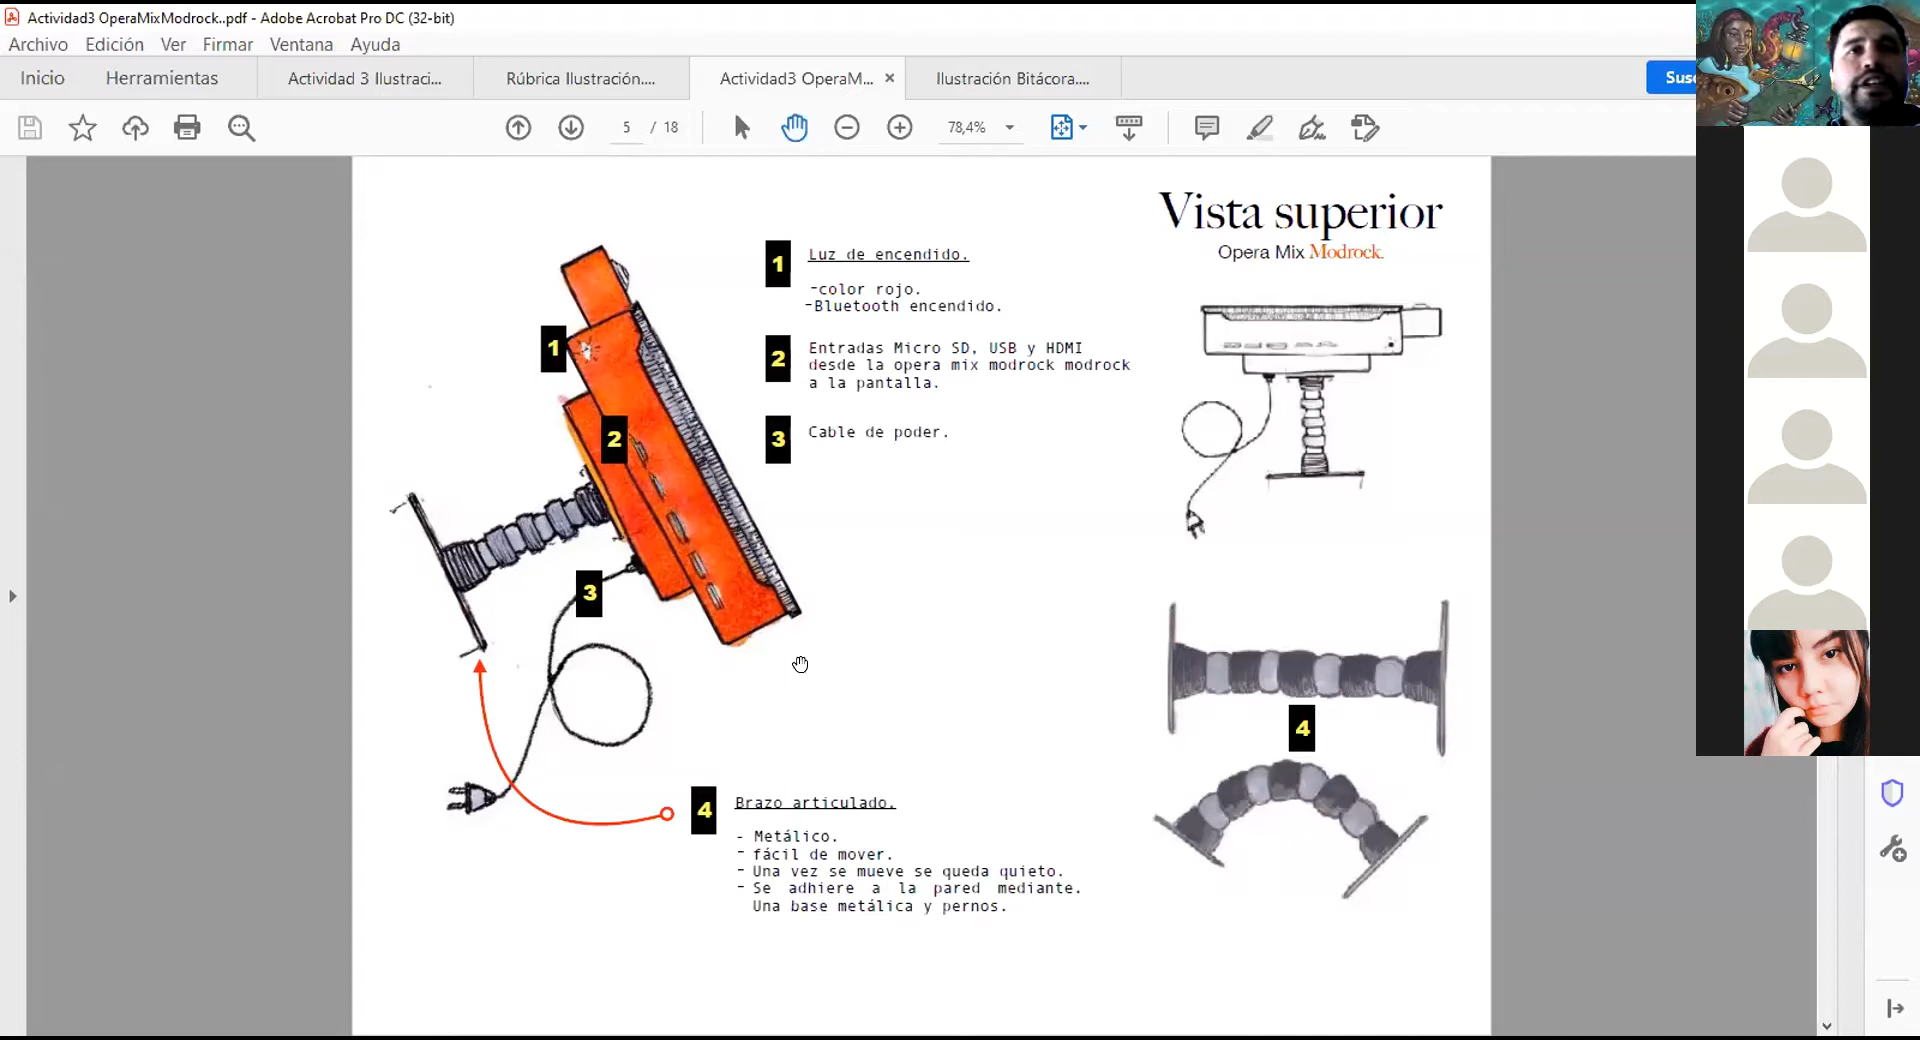 Actividad3 OperaMixModrock..pdf - Adobe Acrobat Pro DC (32-bit)
Archivo Edición Ver Firmar Ventana Ayuda
Inicio Herramientas Actividad 3 Ilustraci... Rúbrica Ilustración.... Actividad3 OperaM... × Ilustración Bitácora....
5 / 18 78,4%
Vista superior
Opera Mix Modrock.
1 Luz de encendido.
-color rojo.
-Bluetooth encendido.
2 Entradas Micro SD, USB y HDMI
desde la opera mix modrock modrock
a la pantalla.
3 Cable de poder.
1
2
3
4
4 Brazo articulado.
- Metálico.
- fácil de mover.
- Una vez se mueve se queda quieto.
- Se adhiere a la pared mediante.
Una base metálica y pernos.